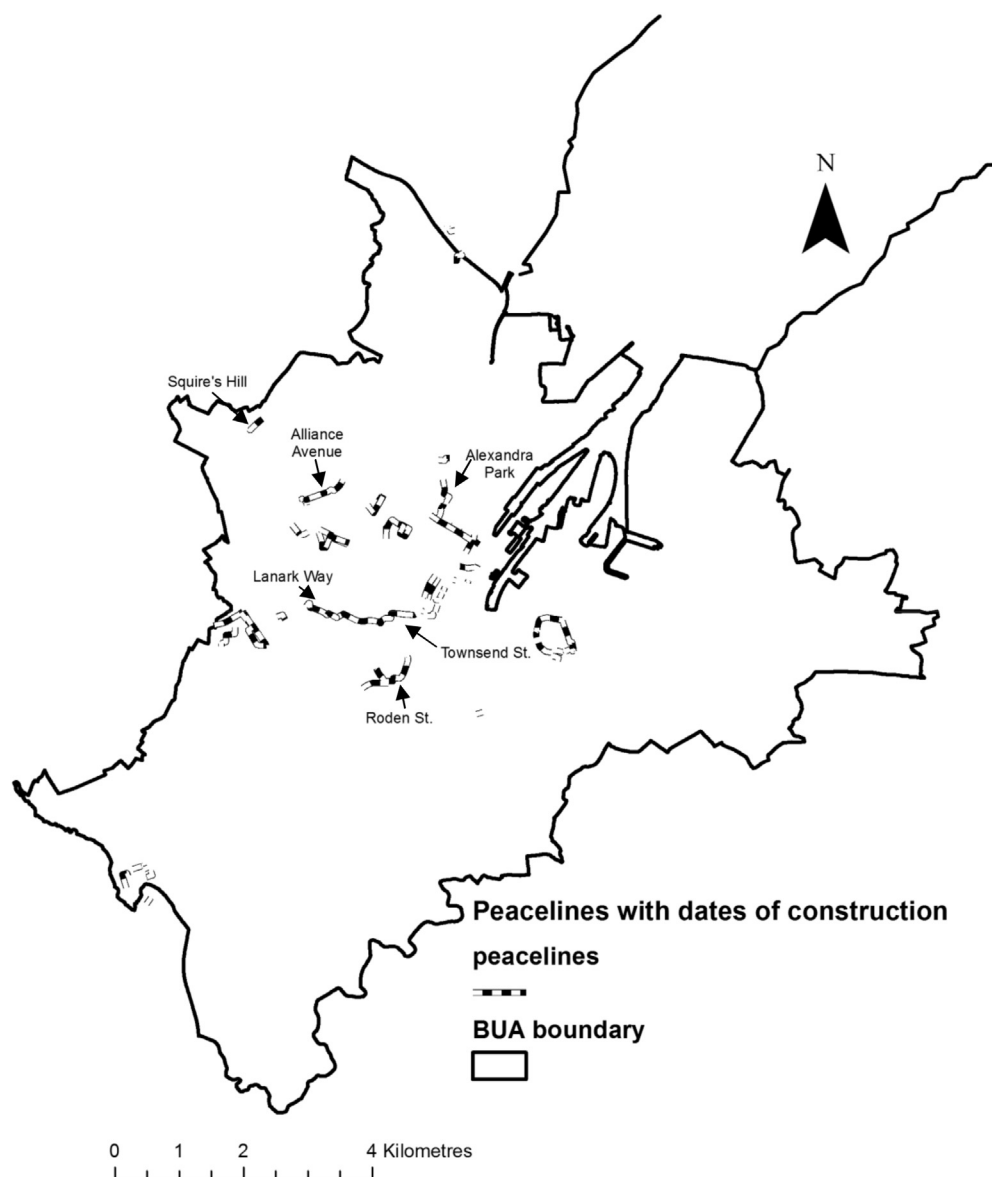 N
Squire's Hill
Alliance
Avenue
Alexandra
Park
Lanark Way
Townsend St.
Roden St.
Peacelines with dates of construction
peacelines
BUA boundary
0 1 2 4 Kilometres